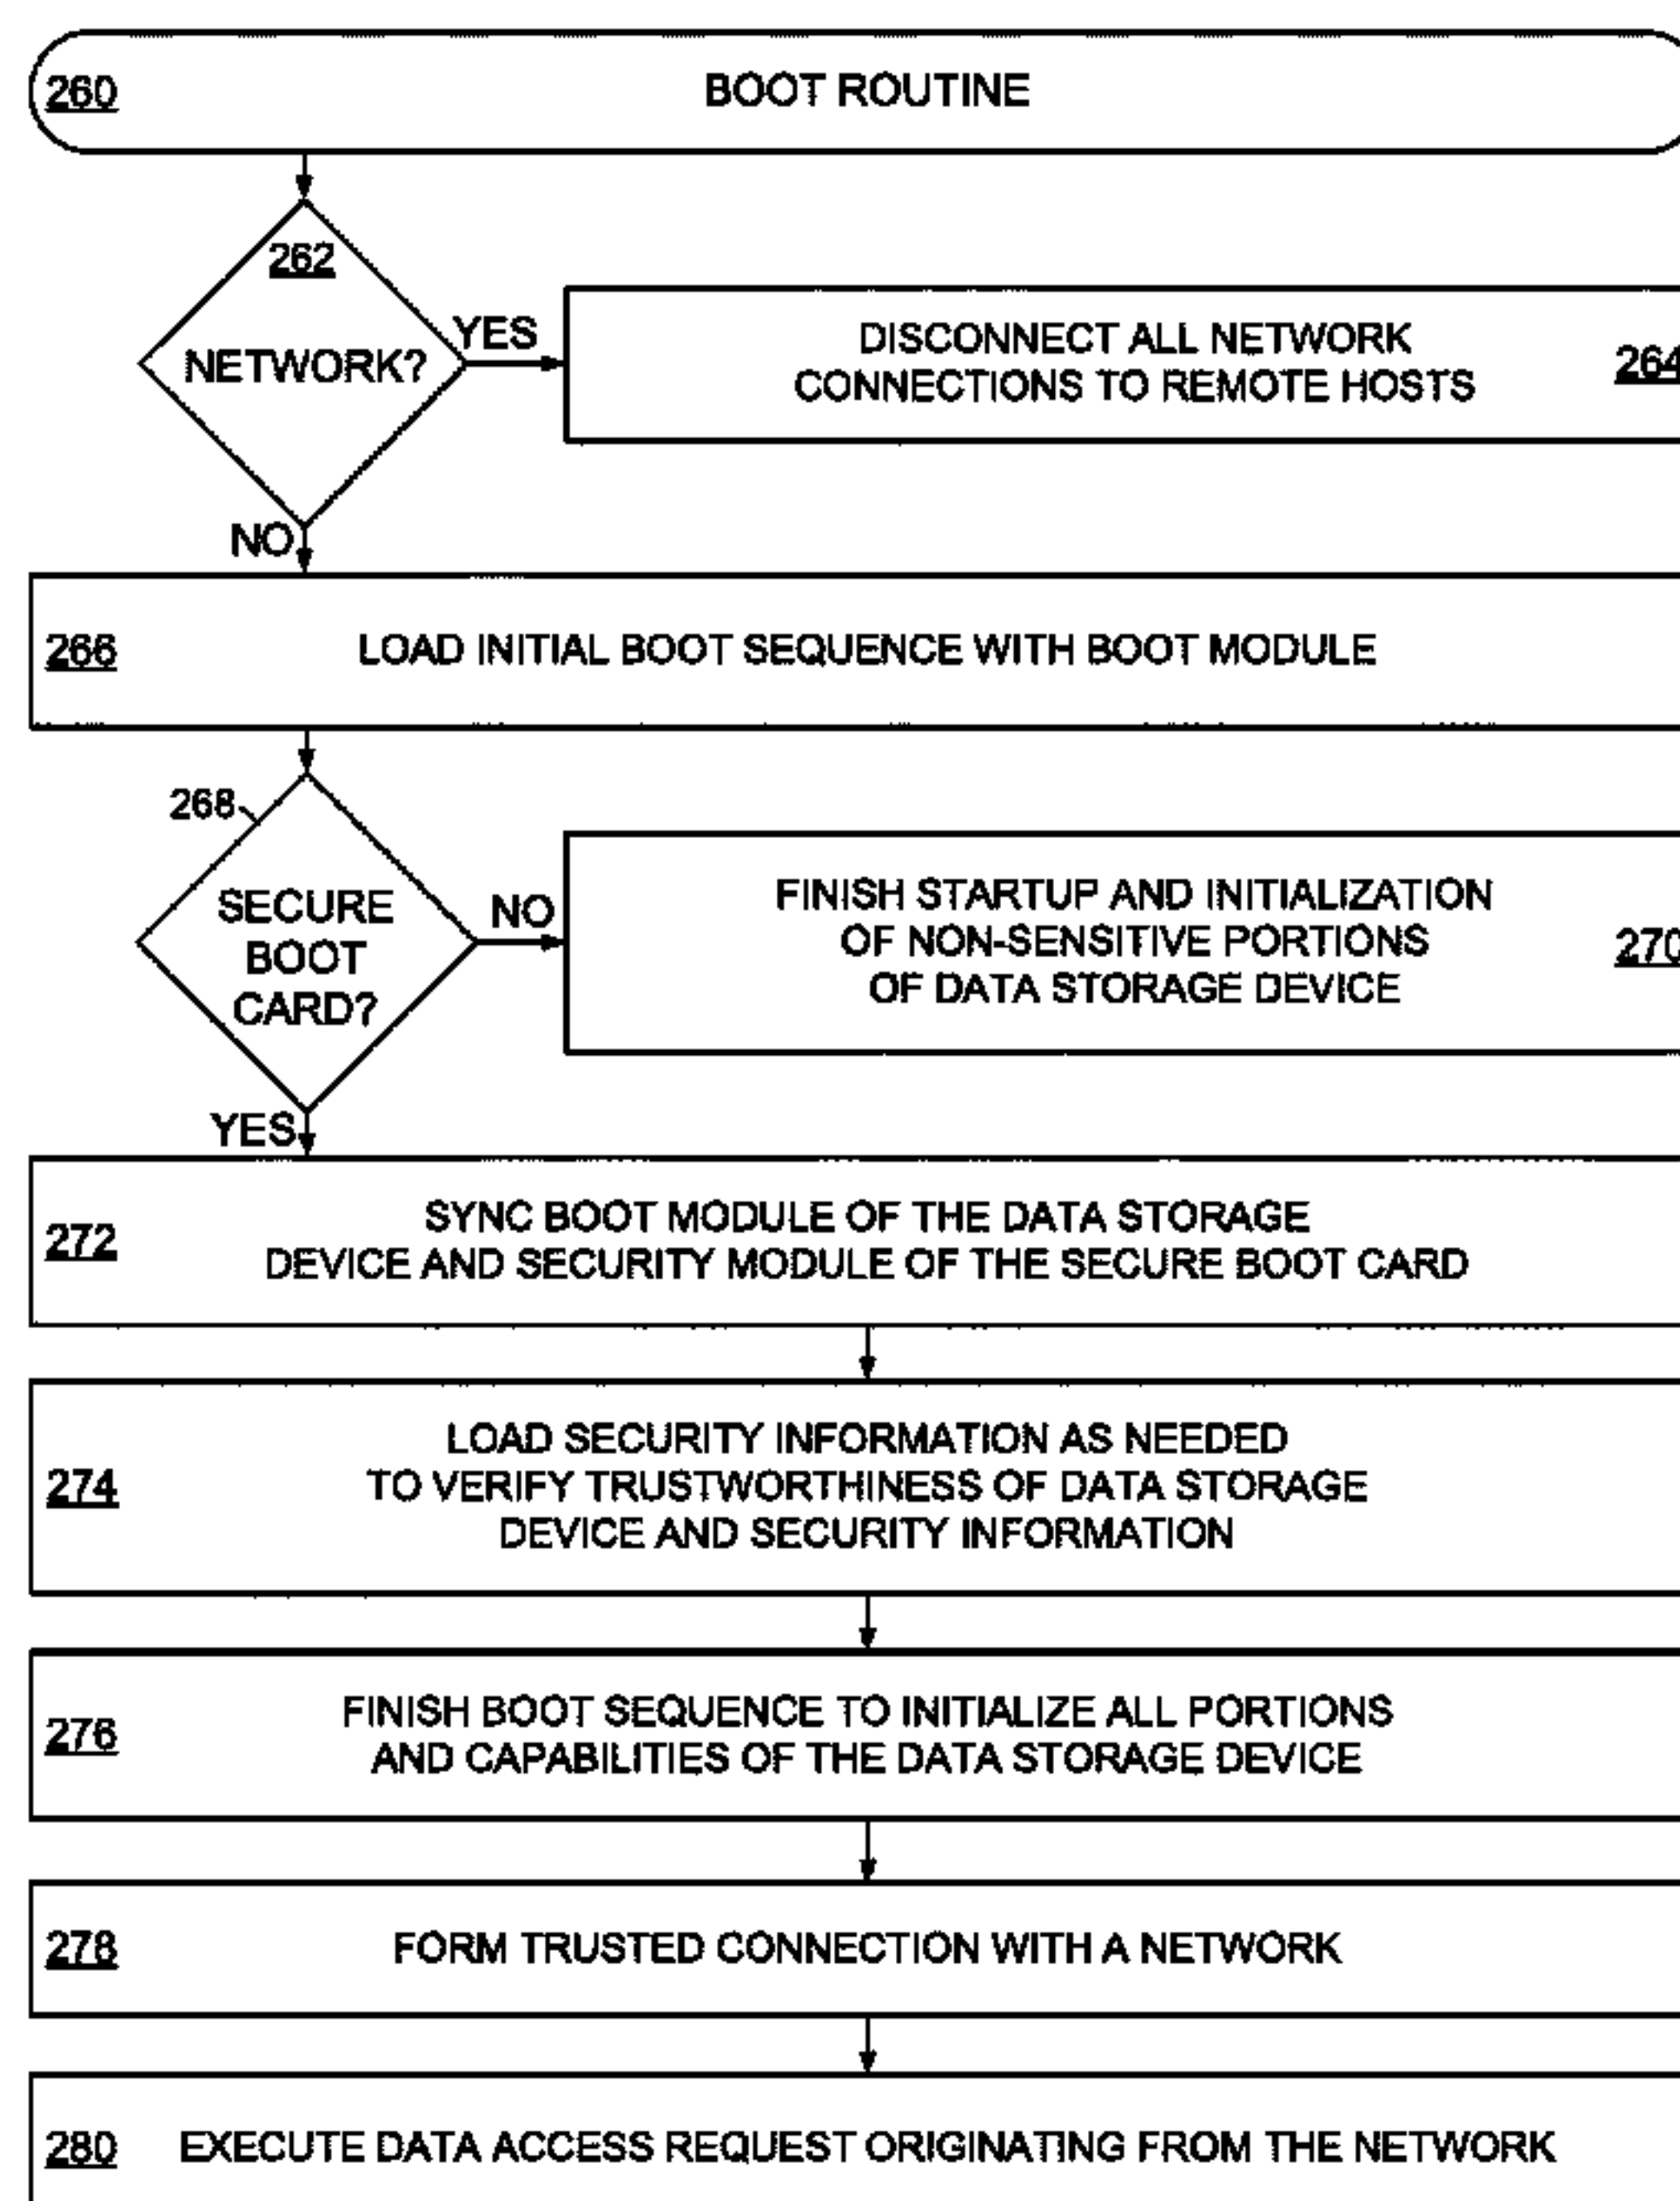 260
BOOT ROUTINE
262
NETWORK?
YES
DISCONNECT ALL NETWORK
CONNECTIONS TO REMOTE HOSTS
264
NO
266
LOAD INITIAL BOOT SEQUENCE WITH BOOT MODULE
268
SECURE
BOOT
CARD?
NO
FINISH STARTUP AND INITIALIZATION
OF NON-SENSITIVE PORTIONS
OF DATA STORAGE DEVICE
270
YES
272
SYNC BOOT MODULE OF THE DATA STORAGE
DEVICE AND SECURITY MODULE OF THE SECURE BOOT CARD
274
LOAD SECURITY INFORMATION AS NEEDED
TO VERIFY TRUSTWORTHINESS OF DATA STORAGE
DEVICE AND SECURITY INFORMATION
276
FINISH BOOT SEQUENCE TO INITIALIZE ALL PORTIONS
AND CAPABILITIES OF THE DATA STORAGE DEVICE
278
FORM TRUSTED CONNECTION WITH A NETWORK
280
EXECUTE DATA ACCESS REQUEST ORIGINATING FROM THE NETWORK